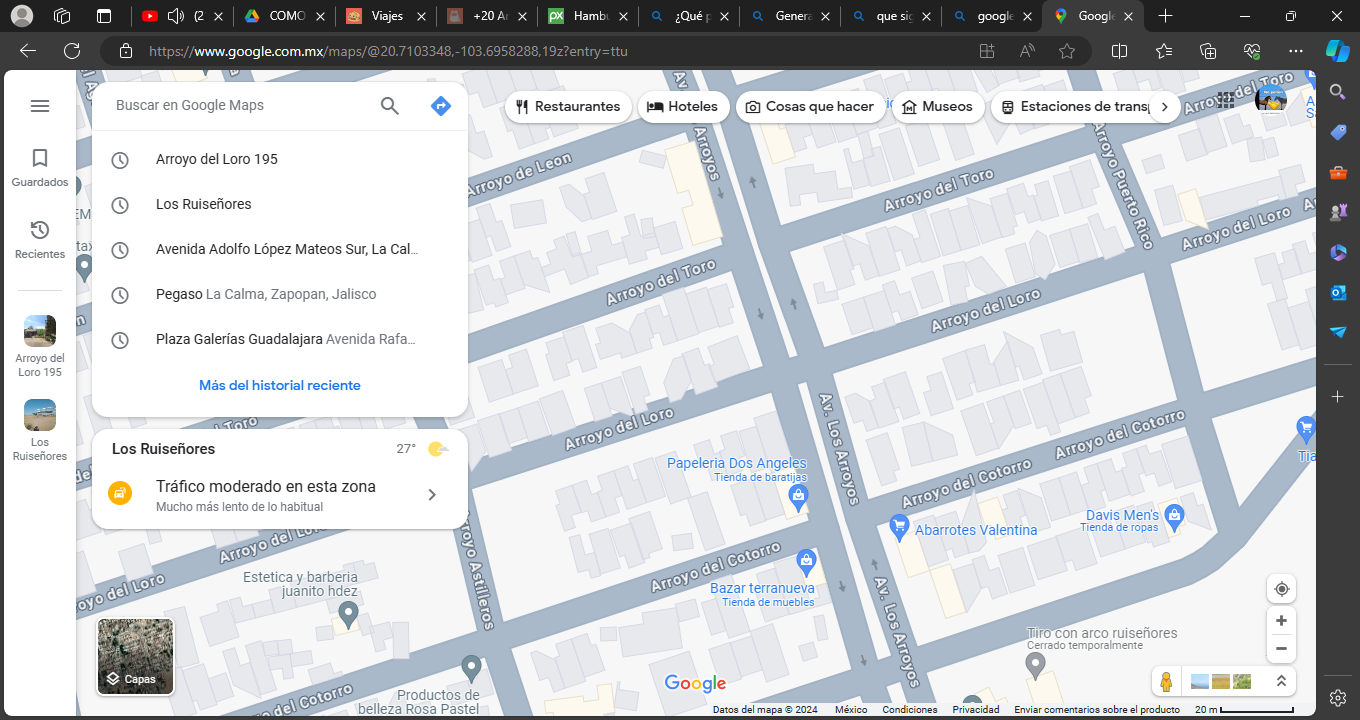 (2
COMO
Viajes
+20 Ar
Hambu
¿Qué p
Genera
que sig
google
Google
https://www.google.com.mx/maps/@20.7103348,-103.6958288,19z?entry=ttu
Buscar en Google Maps
Restaurantes
Hoteles
Cosas que hacer
Museos
Estaciones de transp
Guardados
Recientes
Arroyo del
Loro 195
Los
Ruiseñores
Arroyo del Loro 195
Los Ruiseñores
Avenida Adolfo López Mateos Sur, La Cal...
Pegaso La Calma, Zapopan, Jalisco
Plaza Galerías Guadalajara Avenida Rafa...
Más del historial reciente
Los Ruiseñores
27°
Tráfico moderado en esta zona
Mucho más lento de lo habitual
Arroyo de Leon
Arroyos
Arroyo del Toro
Arroyo Puerto Rico
Arroyo del Loro
Arroyo del Toro
Arroyo del Loro
Arroyo del Loro
Av. Los Arroyos
Arroyo del Cotorro
Arroyo del Cotorro
Papeleria Dos Angeles
Tienda de baratijas
Abarrotes Valentina
Davis Men's
Tienda de ropas
Tia
Arroyo del Cotorro
Bazar terranueva
Tienda de muebles
Av. Los Arroyos
Arroyo Astilleros
Estetica y barberia
juanito hdez
Tiro con arco ruiseñores
Cerrado temporalmente
Productos de
belleza Rosa Pastel
Capas
Google
Datos del mapa © 2024
México
Condiciones
Privacidad
Enviar comentarios sobre el producto
20 m